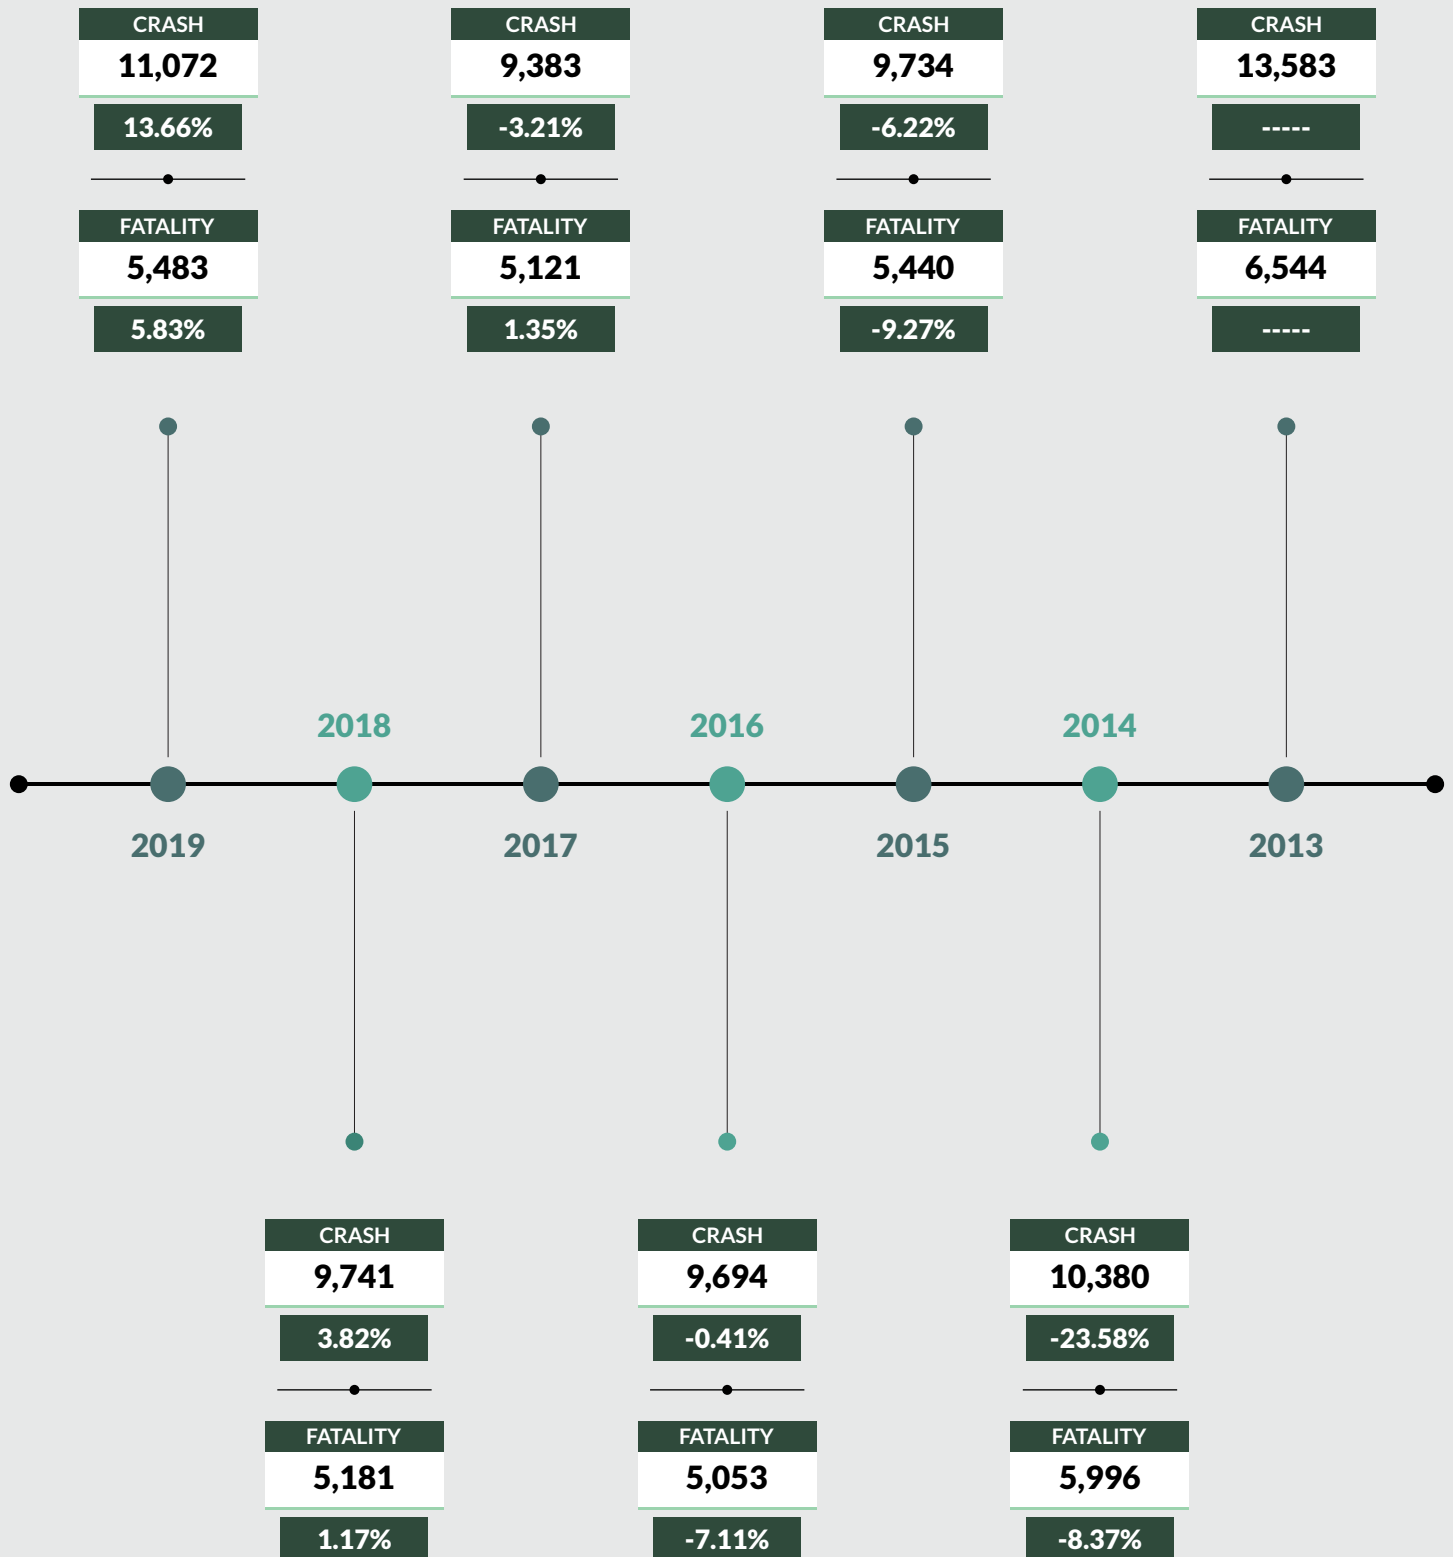 CRASH
11,072
13.66%
FATALITY
5,483
5.83%
CRASH
9,383
-3.21%
FATALITY
5,121
1.35%
CRASH
9,734
-6.22%
FATALITY
5,440
-9.27%
CRASH
13,583
-----
FATALITY
6,544
-----
2018
2016
2014
2019
2017
2015
2013
CRASH
9,741
3.82%
FATALITY
5,181
1.17%
CRASH
9,694
-0.41%
FATALITY
5,053
-7.11%
CRASH
10,380
-23.58%
FATALITY
5,996
-8.37%